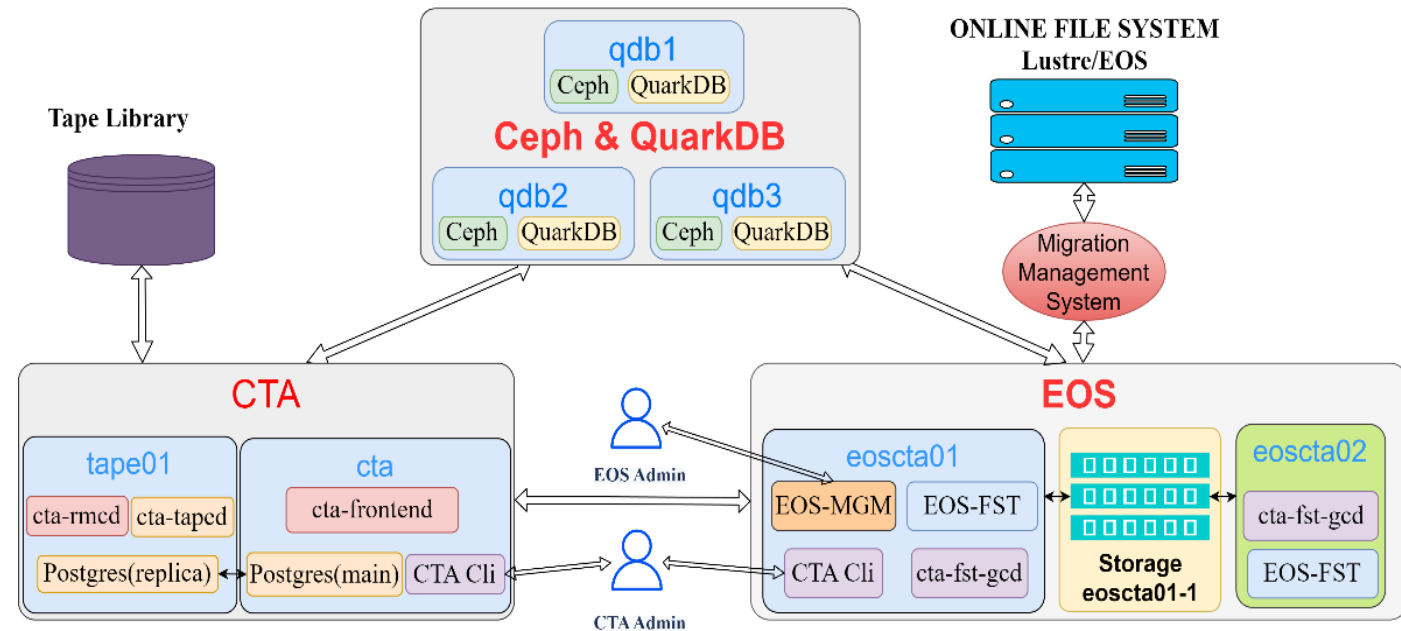 qdb1
Ceph QuarkDB
Ceph & QuarkDB
qdb2
Ceph QuarkDB
qdb3
Ceph QuarkDB
ONLINE FILE SYSTEM
Lustre/EOS
Tape Library
Migration
Management
System
CTA
tape01
cta-rmcd cta-tapcd
Postgres(replica)
cta
cta-frontend
Postgres(main) CTA Cli
EOS Admin
CTA Admin
EOS
eoscta01
EOS-MGM EOS-FST
CTA Cli cta-fst-gcd
Storage
eoscta01-1
eoscta02
cta-fst-gcd
EOS-FST